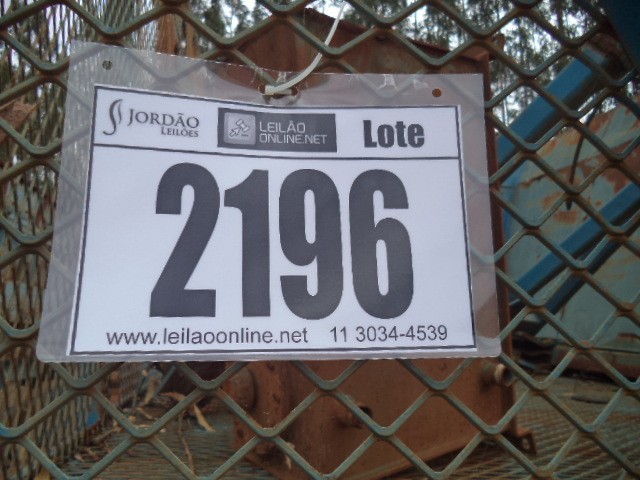 JORDÃO
LEILÕES
LEILÃO
ONLINE.NET
Lote
2196
www.leilaoonline.net 11 3034-4539